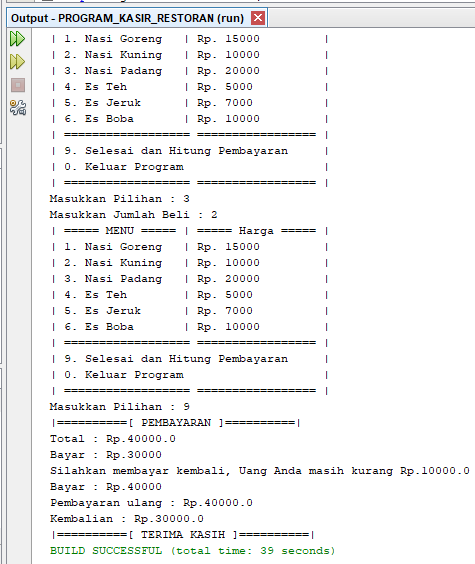 Output - PROGRAM_KASIR_RESTORAN (run)
| 1. Nasi Goreng | Rp. 15000 |
| 2. Nasi Kuning | Rp. 10000 |
| 3. Nasi Padang | Rp. 20000 |
| 4. Es Teh | Rp. 5000 |
| 5. Es Jeruk | Rp. 7000 |
| 6. Es Boba | Rp. 10000 |
| ================== ================= |
| 9. Selesai dan Hitung Pembayaran |
| 0. Keluar Program |
| ================== ================= |
Masukkan Pilihan : 3
Masukkan Jumlah Beli : 2
| ===== MENU ===== | ===== Harga ===== |
| 1. Nasi Goreng | Rp. 15000 |
| 2. Nasi Kuning | Rp. 10000 |
| 3. Nasi Padang | Rp. 20000 |
| 4. Es Teh | Rp. 5000 |
| 5. Es Jeruk | Rp. 7000 |
| 6. Es Boba | Rp. 10000 |
| ================== ================= |
| 9. Selesai dan Hitung Pembayaran |
| 0. Keluar Program |
| ================== ================= |
Masukkan Pilihan : 9
|==========[ PEMBAYARAN ]==========|
Total : Rp.40000.0
Bayar : Rp.30000
Silahkan membayar kembali, Uang Anda masih kurang Rp.10000.0
Bayar : Rp.40000
Pembayaran ulang : Rp.40000.0
Kembalian : Rp.30000.0
|==========[ TERIMA KASIH ]==========|
BUILD SUCCESSFUL (total time: 39 seconds)